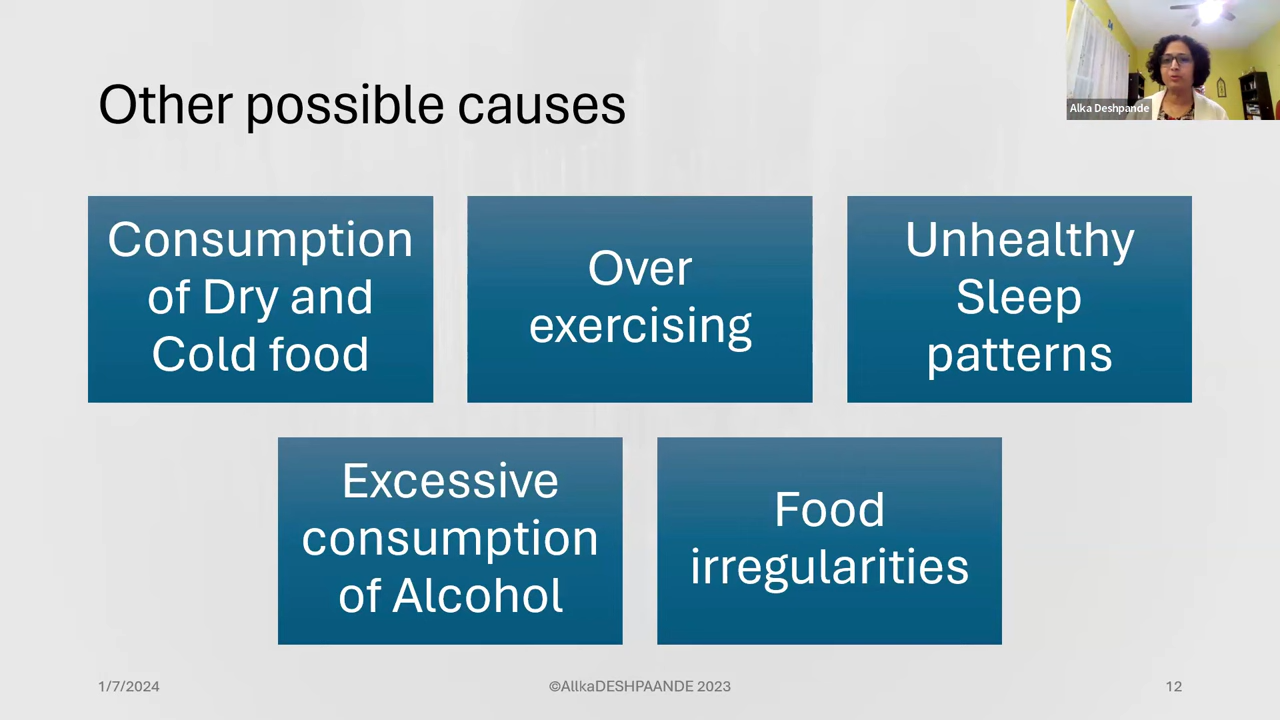 Alka Deshpande
Other possible causes
Consumption
of Dry and
Cold food
Over
exercising
Unhealthy
Sleep
patterns
Excessive
consumption
of Alcohol
Food
irregularities
1/7/2024
©AllkaDESHPAANDE 2023
12